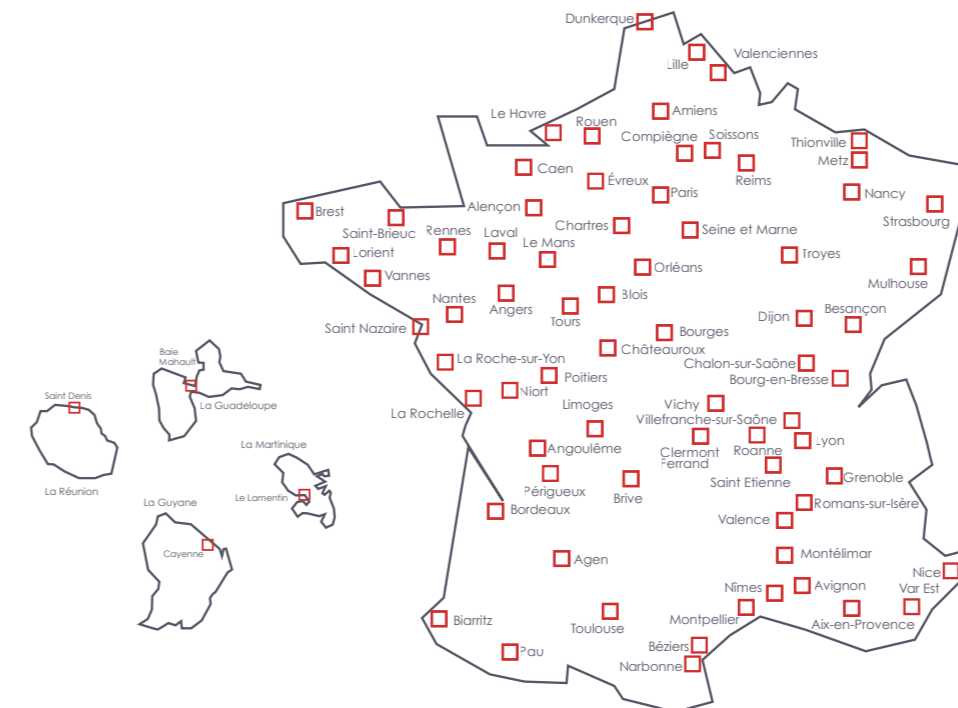 Dunkerque
Valenciennes
Lille
Le Havre
Rouen
Amiens
Compiègne
Soissons
Thionville
Metz
Reims
Caen
Évreux
Paris
Nancy
Strasbourg
Brest
Saint-Brieuc
Alençon
Chartres
Seine et Marne
Rennes
Laval
Le Mans
Lorient
Troyes
Orléans
Mulhouse
Vannes
Nantes
Angers
Tours
Blois
Dijon
Besançon
Saint Nazaire
Bourges
Châteauroux
La Roche-sur-Yon
Chalon-sur-Saône
Poitiers
Bourg-en-Bresse
Niort
La Rochelle
Limoges
Vichy
Villefranche-sur-Saône
Baie
Mahault
La Guadeloupe
Saint Denis
La Réunion
La Martinique
Le Lamentin
La Guyane
Cayenne
Angoulême
Clermont
Ferrand
Roanne
Lyon
Périgueux
Brive
Saint Etienne
Grenoble
Bordeaux
Romans-sur-Isère
Valence
Agen
Montélimar
Nice
Nîmes
Avignon
Var Est
Biarritz
Toulouse
Montpellier
Aix-en-Provence
Pau
Béziers
Narbonne